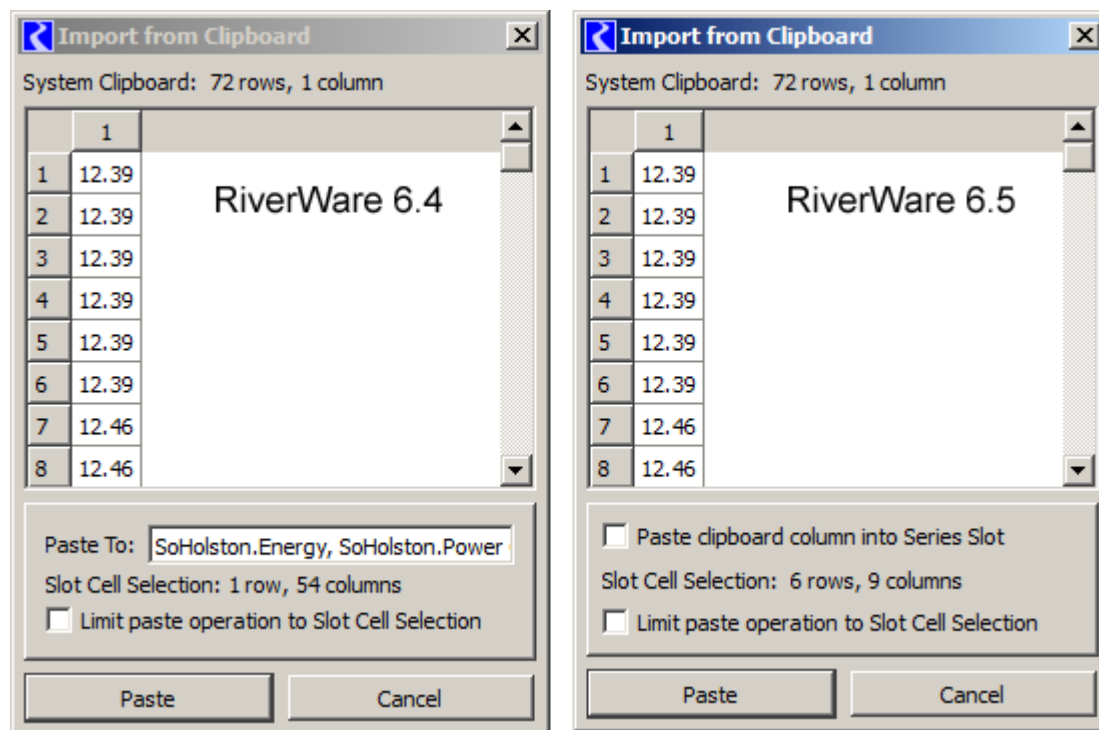 Import from Clipboard
System Clipboard: 72 rows, 1 column
1
1 12.39
2 12.39
3 12.39
4 12.39
5 12.39
6 12.39
7 12.46
8 12.46
RiverWare 6.4
Paste To: SoHolston.Energy, SoHolston.Power
Slot Cell Selection: 1 row, 54 columns
Limit paste operation to Slot Cell Selection
Paste Cancel
Import from Clipboard
System Clipboard: 72 rows, 1 column
1
1 12.39
2 12.39
3 12.39
4 12.39
5 12.39
6 12.39
7 12.46
8 12.46
RiverWare 6.5
Paste clipboard column into Series Slot
Slot Cell Selection: 6 rows, 9 columns
Limit paste operation to Slot Cell Selection
Paste Cancel